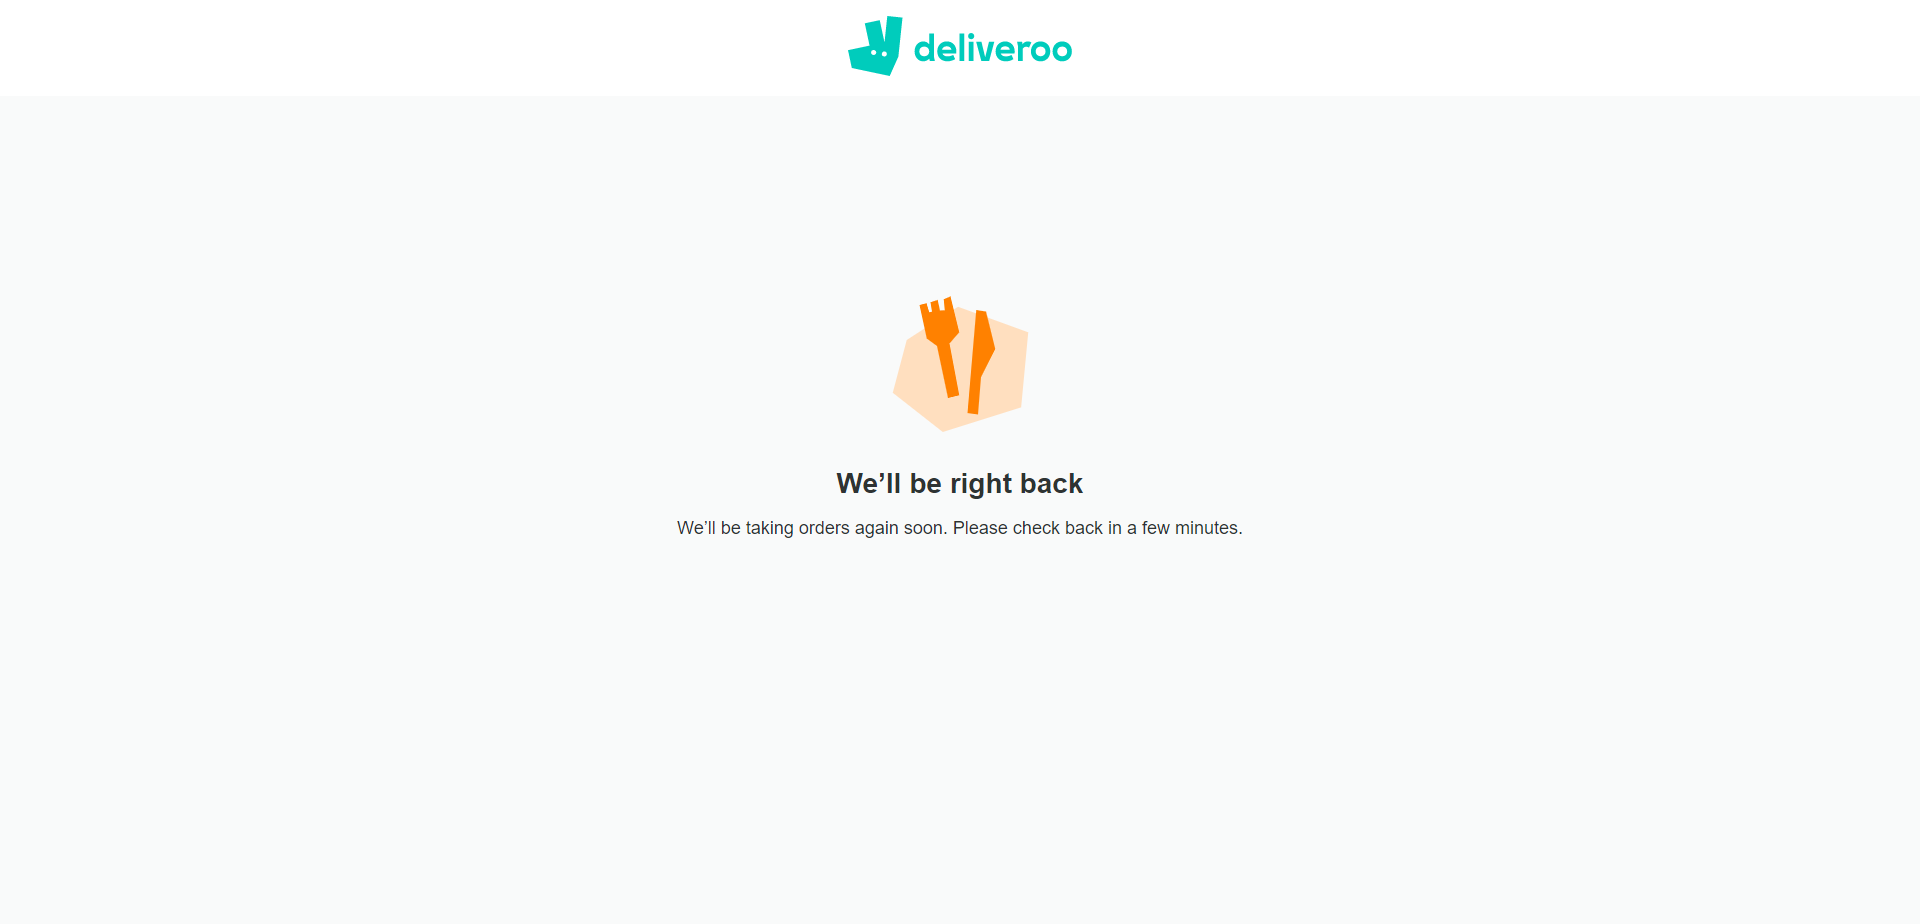 deliveroo
We’ll be right back
We’ll be taking orders again soon. Please check back in a few minutes.